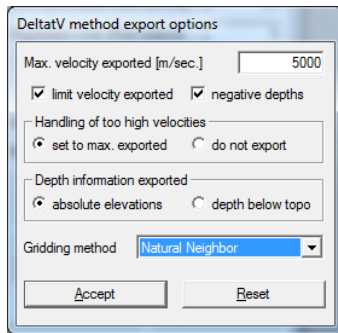 DeltatV method export options
Max. velocity exported [m/sec.] 5000
limit velocity exported negative depths
Handling of too high velocities
set to max. exported do not export
Depth information exported
absolute elevations depth below topo
Gridding method Natural Neighbor
Accept Reset